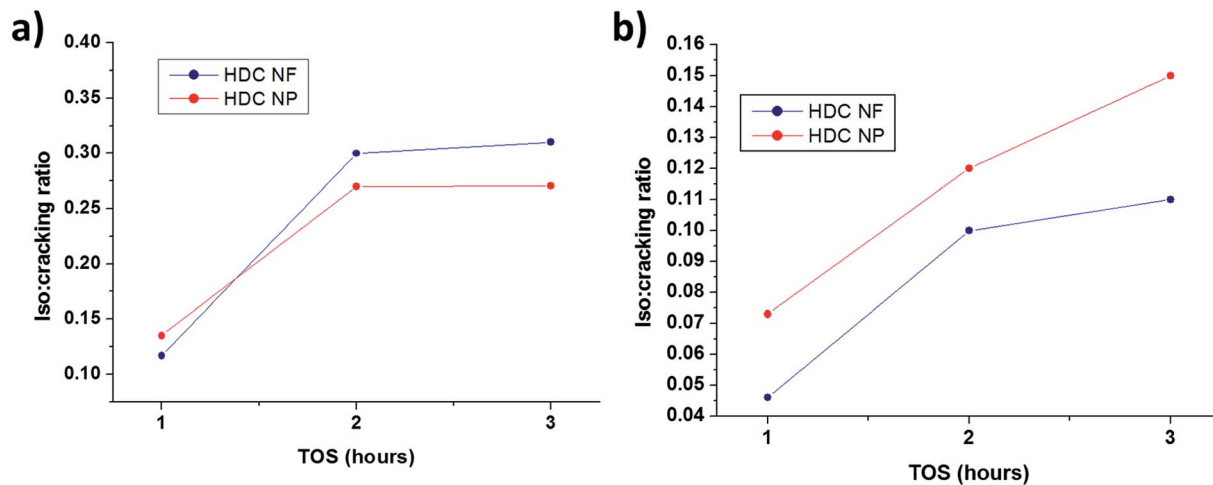 a)
0.40
0.35
0.30
0.25
0.20
0.15
0.10
Iso:cracking ratio
HDC NF
HDC NP
1 2 3
TOS (hours)
b)
0.16
0.15
0.14
0.13
0.12
0.11
0.10
0.09
0.08
0.07
0.06
0.05
0.04
Iso:cracking ratio
HDC NF
HDC NP
1 2 3
TOS (hours)